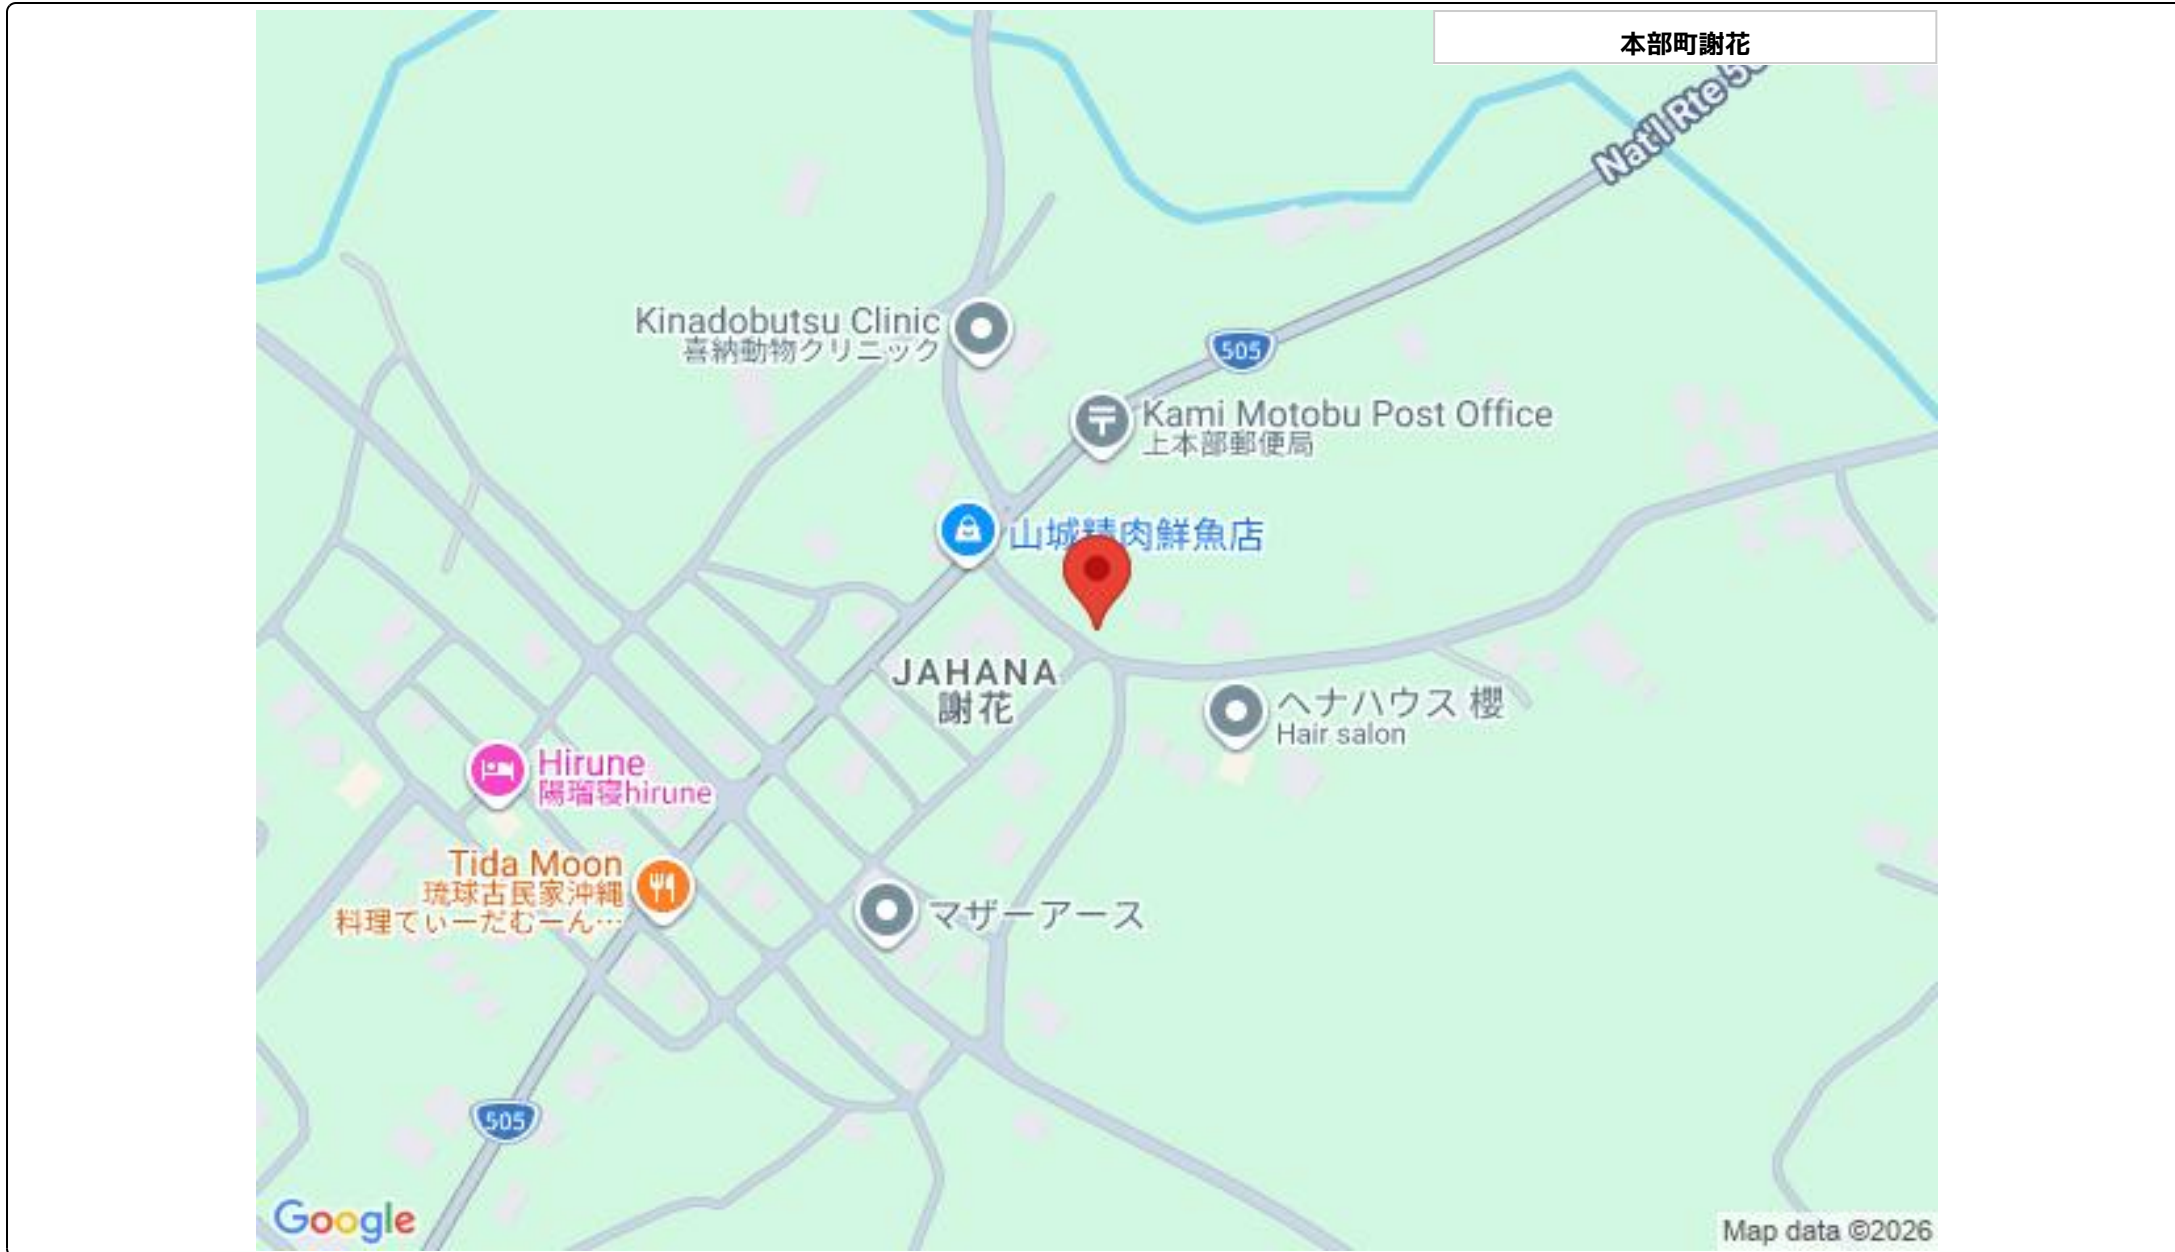 本部町謝花
Nat'l Rte
Kinadobutsu Clinic
喜納動物クリニック
505
Kami Motobu Post Office
上本部郵便局
山城精肉鮮魚店
JAHANA
謝花
ヘナハウス 櫻
Hair salon
Hirune
陽瑠寝hirune
Tida Moon
琉球古民家沖縄
料理てぃーだむーん…
マザーアース
505
Google
Map data ©2026